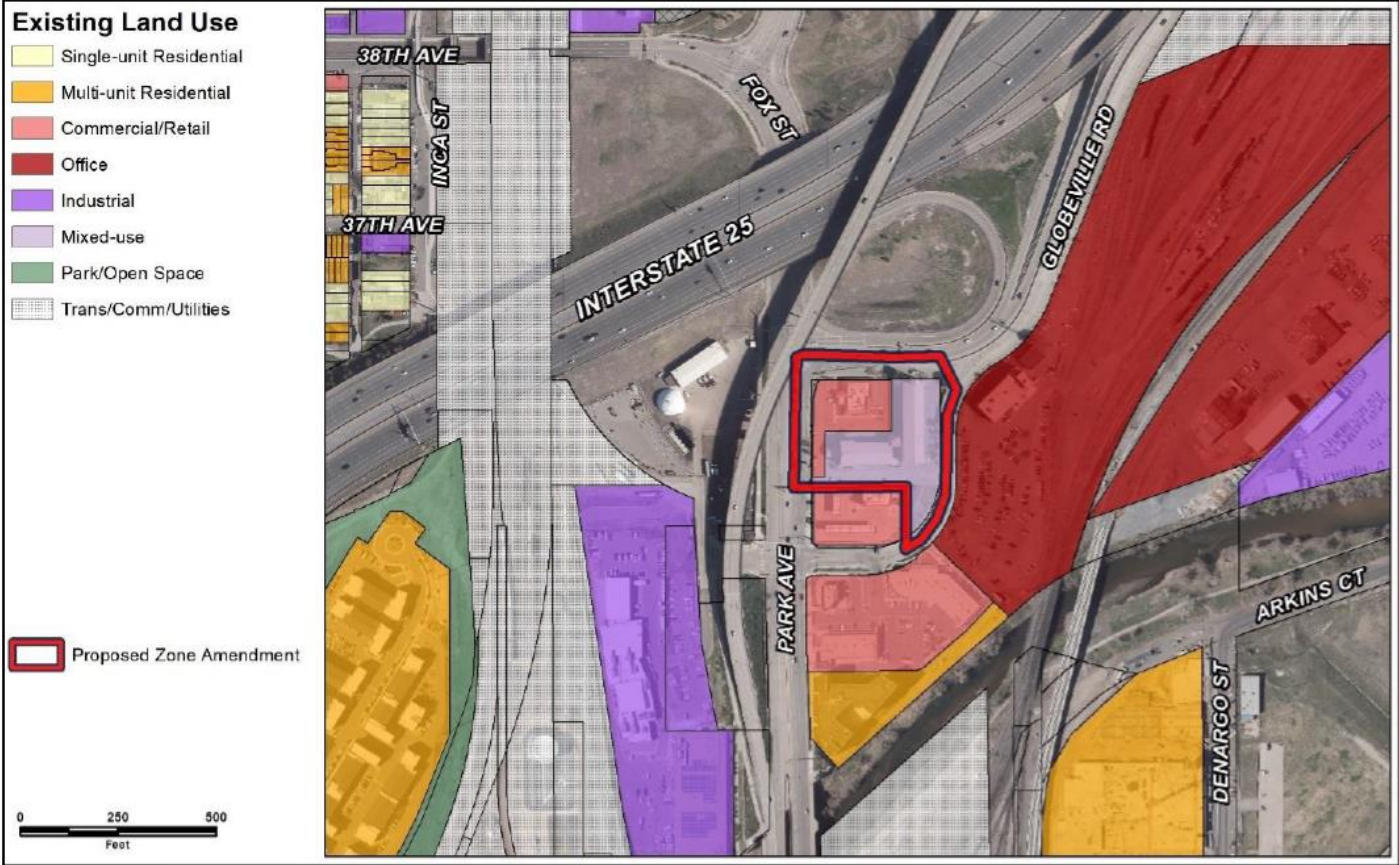 Existing Land Use
Single-unit Residential
Multi-unit Residential
Commercial/Retail
Office
Industrial
Mixed-use
Park/Open Space
Trans/Comm/Utilities
Proposed Zone Amendment
0 250 500
Feet
38TH AVE
INCA ST
FOX ST
37TH AVE
INTERSTATE 25
GLOBEVILLE RD
PARK AVE
ARKINS CT
DENARGO ST